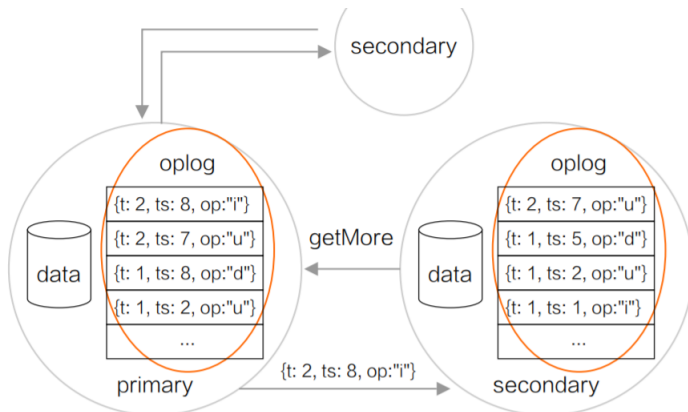 secondary
oplog
{t: 2, ts: 8, op:"i"}
{t: 2, ts: 7, op:"u"}
{t: 1, ts: 8, op:"d"}
{t: 1, ts: 2, op:"u"}
...
data
primary
getMore
{t: 2, ts: 8, op:"i"}
oplog
{t: 2, ts: 7, op:"u"}
{t: 1, ts: 5, op:"d"}
{t: 1, ts: 2, op:"u"}
{t: 1, ts: 1, op:"i"}
...
data
secondary